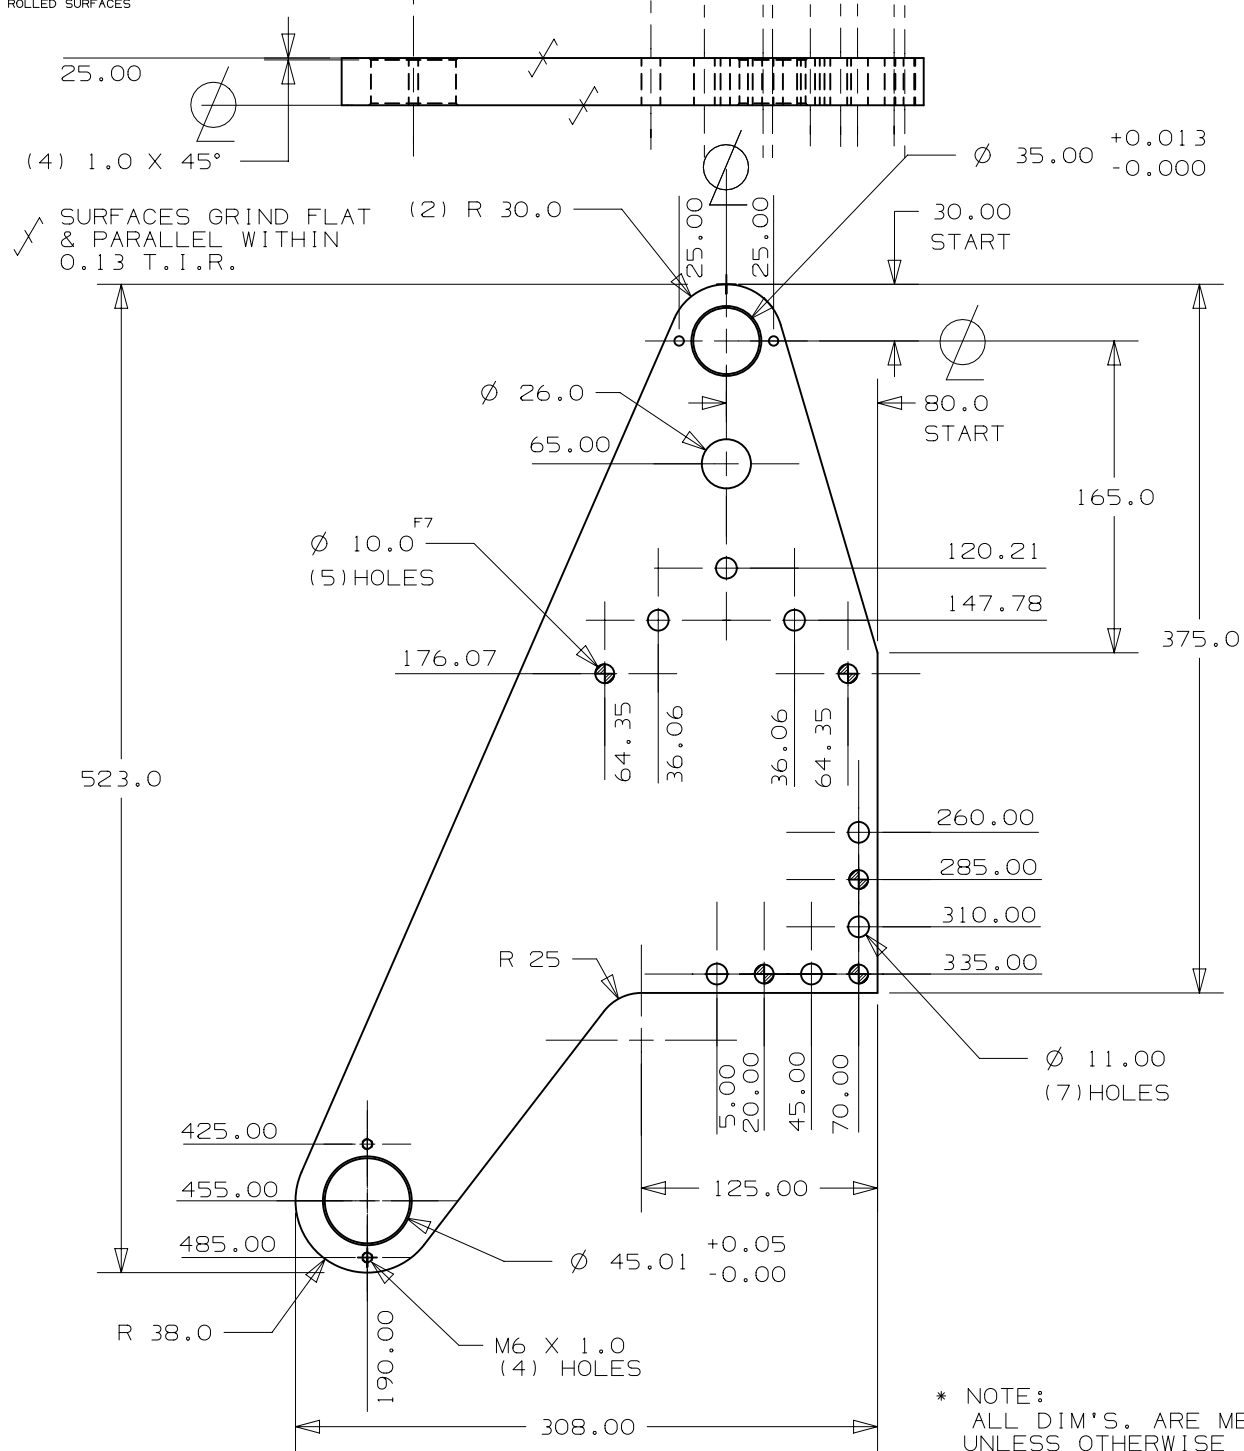 ROLLED SURFACES
25.00
(4) 1.0 X 45°
Ø 35.00 +0.013
-0.000
SURFACES GRIND FLAT
& PARALLEL WITHIN
0.13 T.I.R.
(2) R 30.0
25.00
25.00
30.00
START
Ø 26.0
80.0
START
65.00
165.0
Ø 10.0 F7
(5)HOLES
120.21
147.78
375.0
176.07
64.35
36.06
36.06
64.35
523.0
260.00
285.00
310.00
335.00
R 25
5.00
20.00
45.00
70.00
Ø 11.00
(7)HOLES
425.00
455.00
485.00
125.00
Ø 45.01 +0.05
-0.00
R 38.0
190.00
M6 X 1.0
(4) HOLES
308.00
* NOTE:
ALL DIM'S. ARE ME
UNLESS OTHERWISE